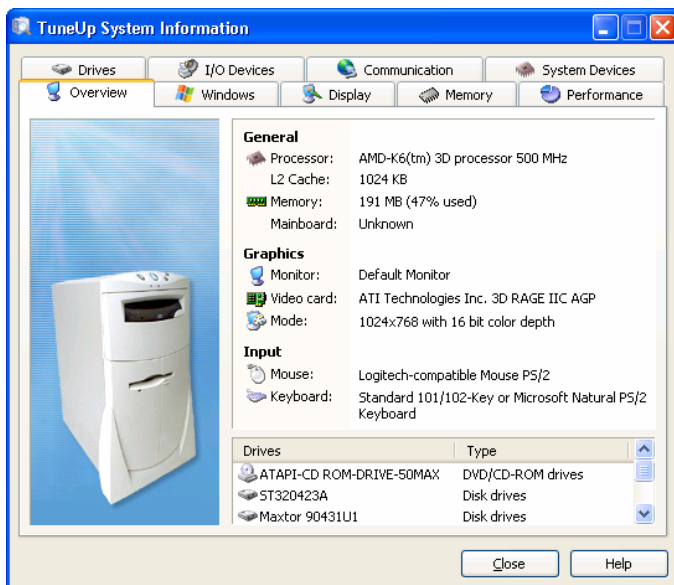 TuneUp System Information
Drives I/O Devices Communication System Devices
Overview Windows Display Memory Performance
General
Processor: AMD-K6(tm) 3D processor 500 MHz
L2 Cache: 1024 KB
Memory: 191 MB (47% used)
Mainboard: Unknown
Graphics
Monitor: Default Monitor
Video card: ATI Technologies Inc. 3D RAGE IIC AGP
Mode: 1024x768 with 16 bit color depth
Input
Mouse: Logitech-compatible Mouse PS/2
Keyboard: Standard 101/102-Key or Microsoft Natural PS/2
Keyboard
Drives Type
ATAPI-CD ROM-DRIVE-50MAX DVD/CD-ROM drives
ST320423A Disk drives
Maxtor 90431U1 Disk drives
Close Help